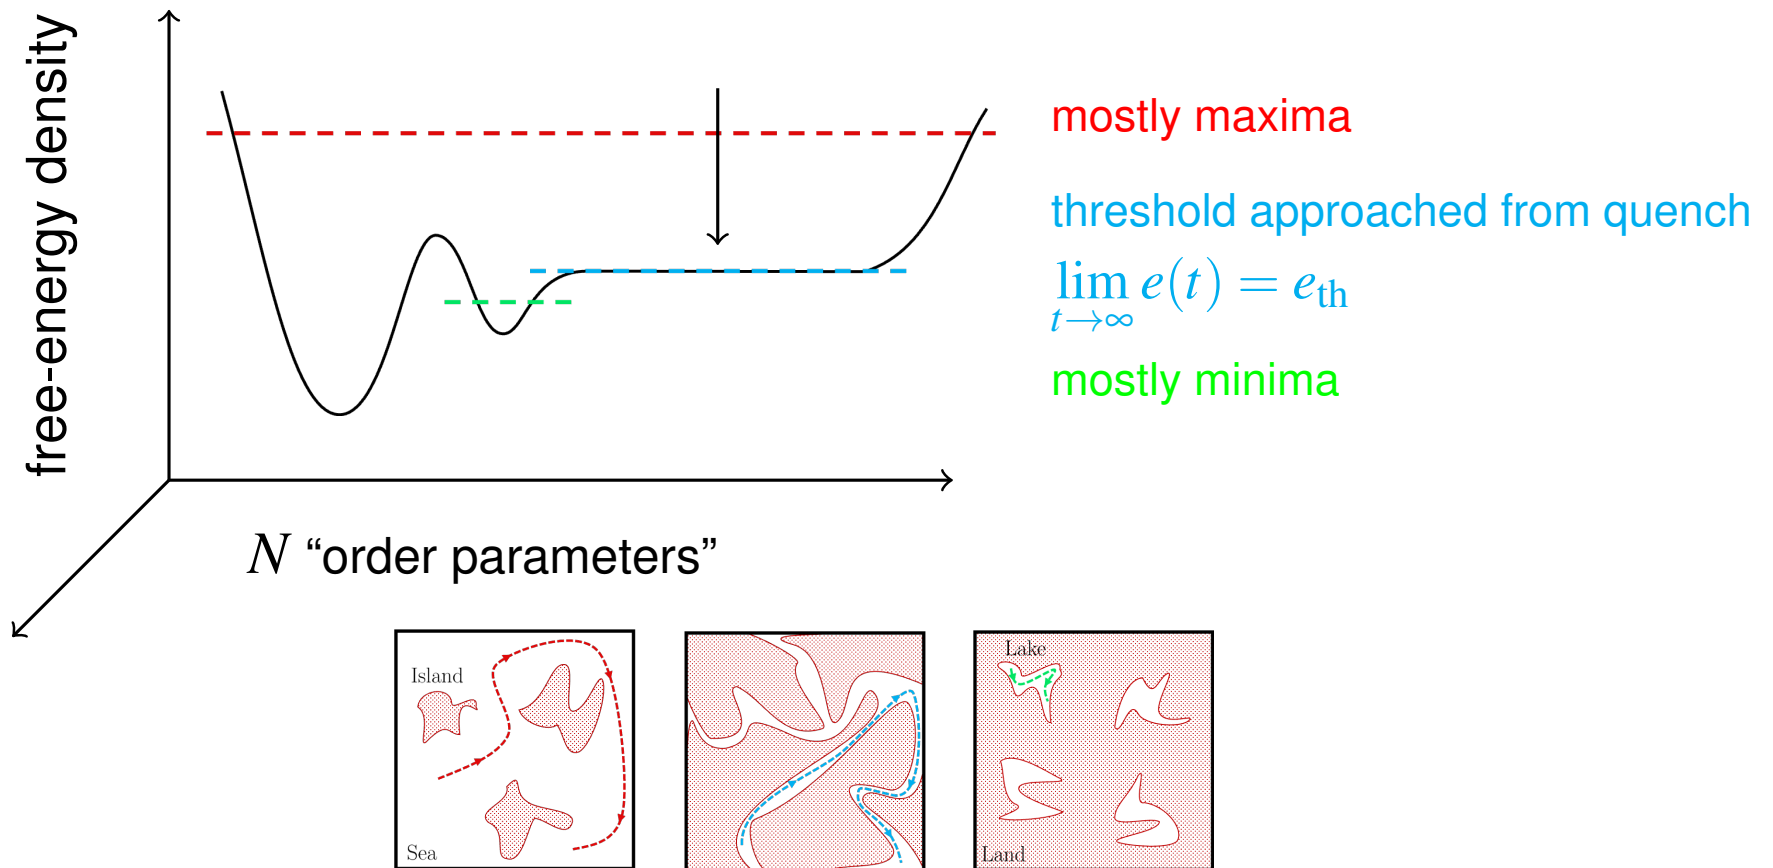 free-energy density
mostly maxima
threshold approached from quench
lim e(t) = e_th
t→∞
mostly minima
N “order parameters”
Island
Sea
Lake
Land